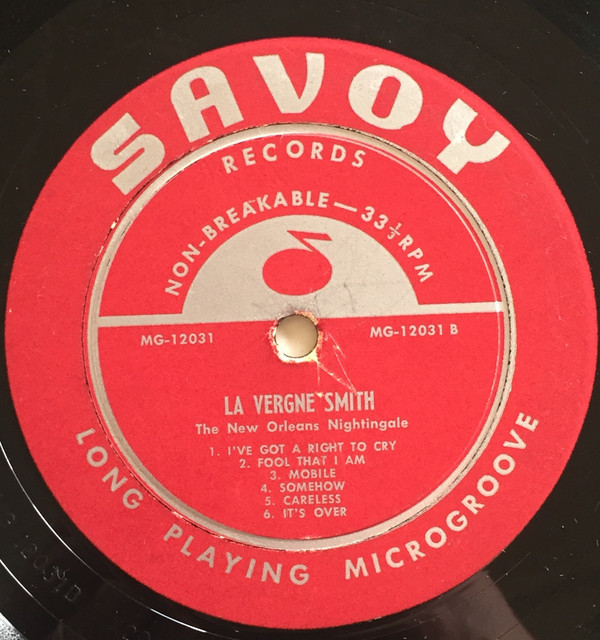 SAVOY
RECORDS
NON-BREAKABLE — 33⅓ RPM
MG-12031
MG-12031 B
LA VERGNE SMITH
The New Orleans Nightingale
1. I'VE GOT A RIGHT TO CRY
2. FOOL THAT I AM
3. MOBILE
4. SOMEHOW
5. CARELESS
6. IT'S OVER
LONG PLAYING MICROGROOVE